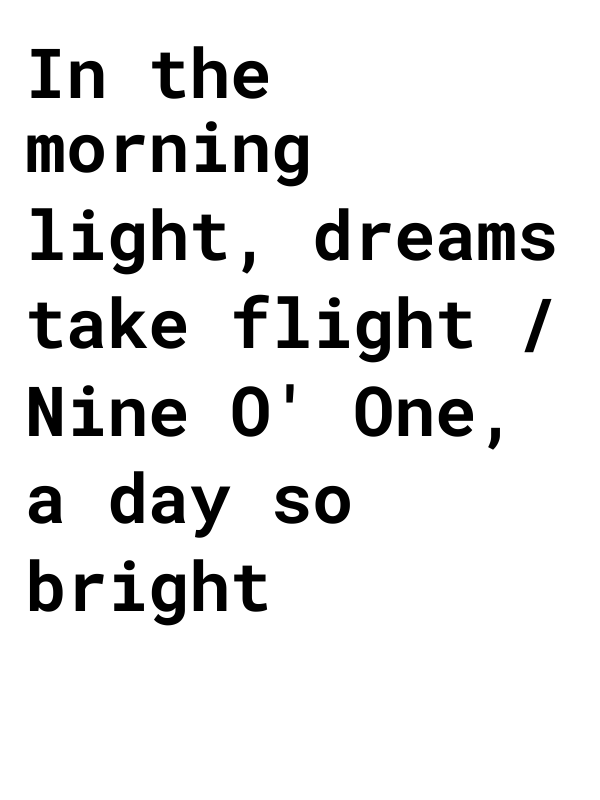 In the
morning
light, dreams
take flight /
Nine O' One,
a day so
bright